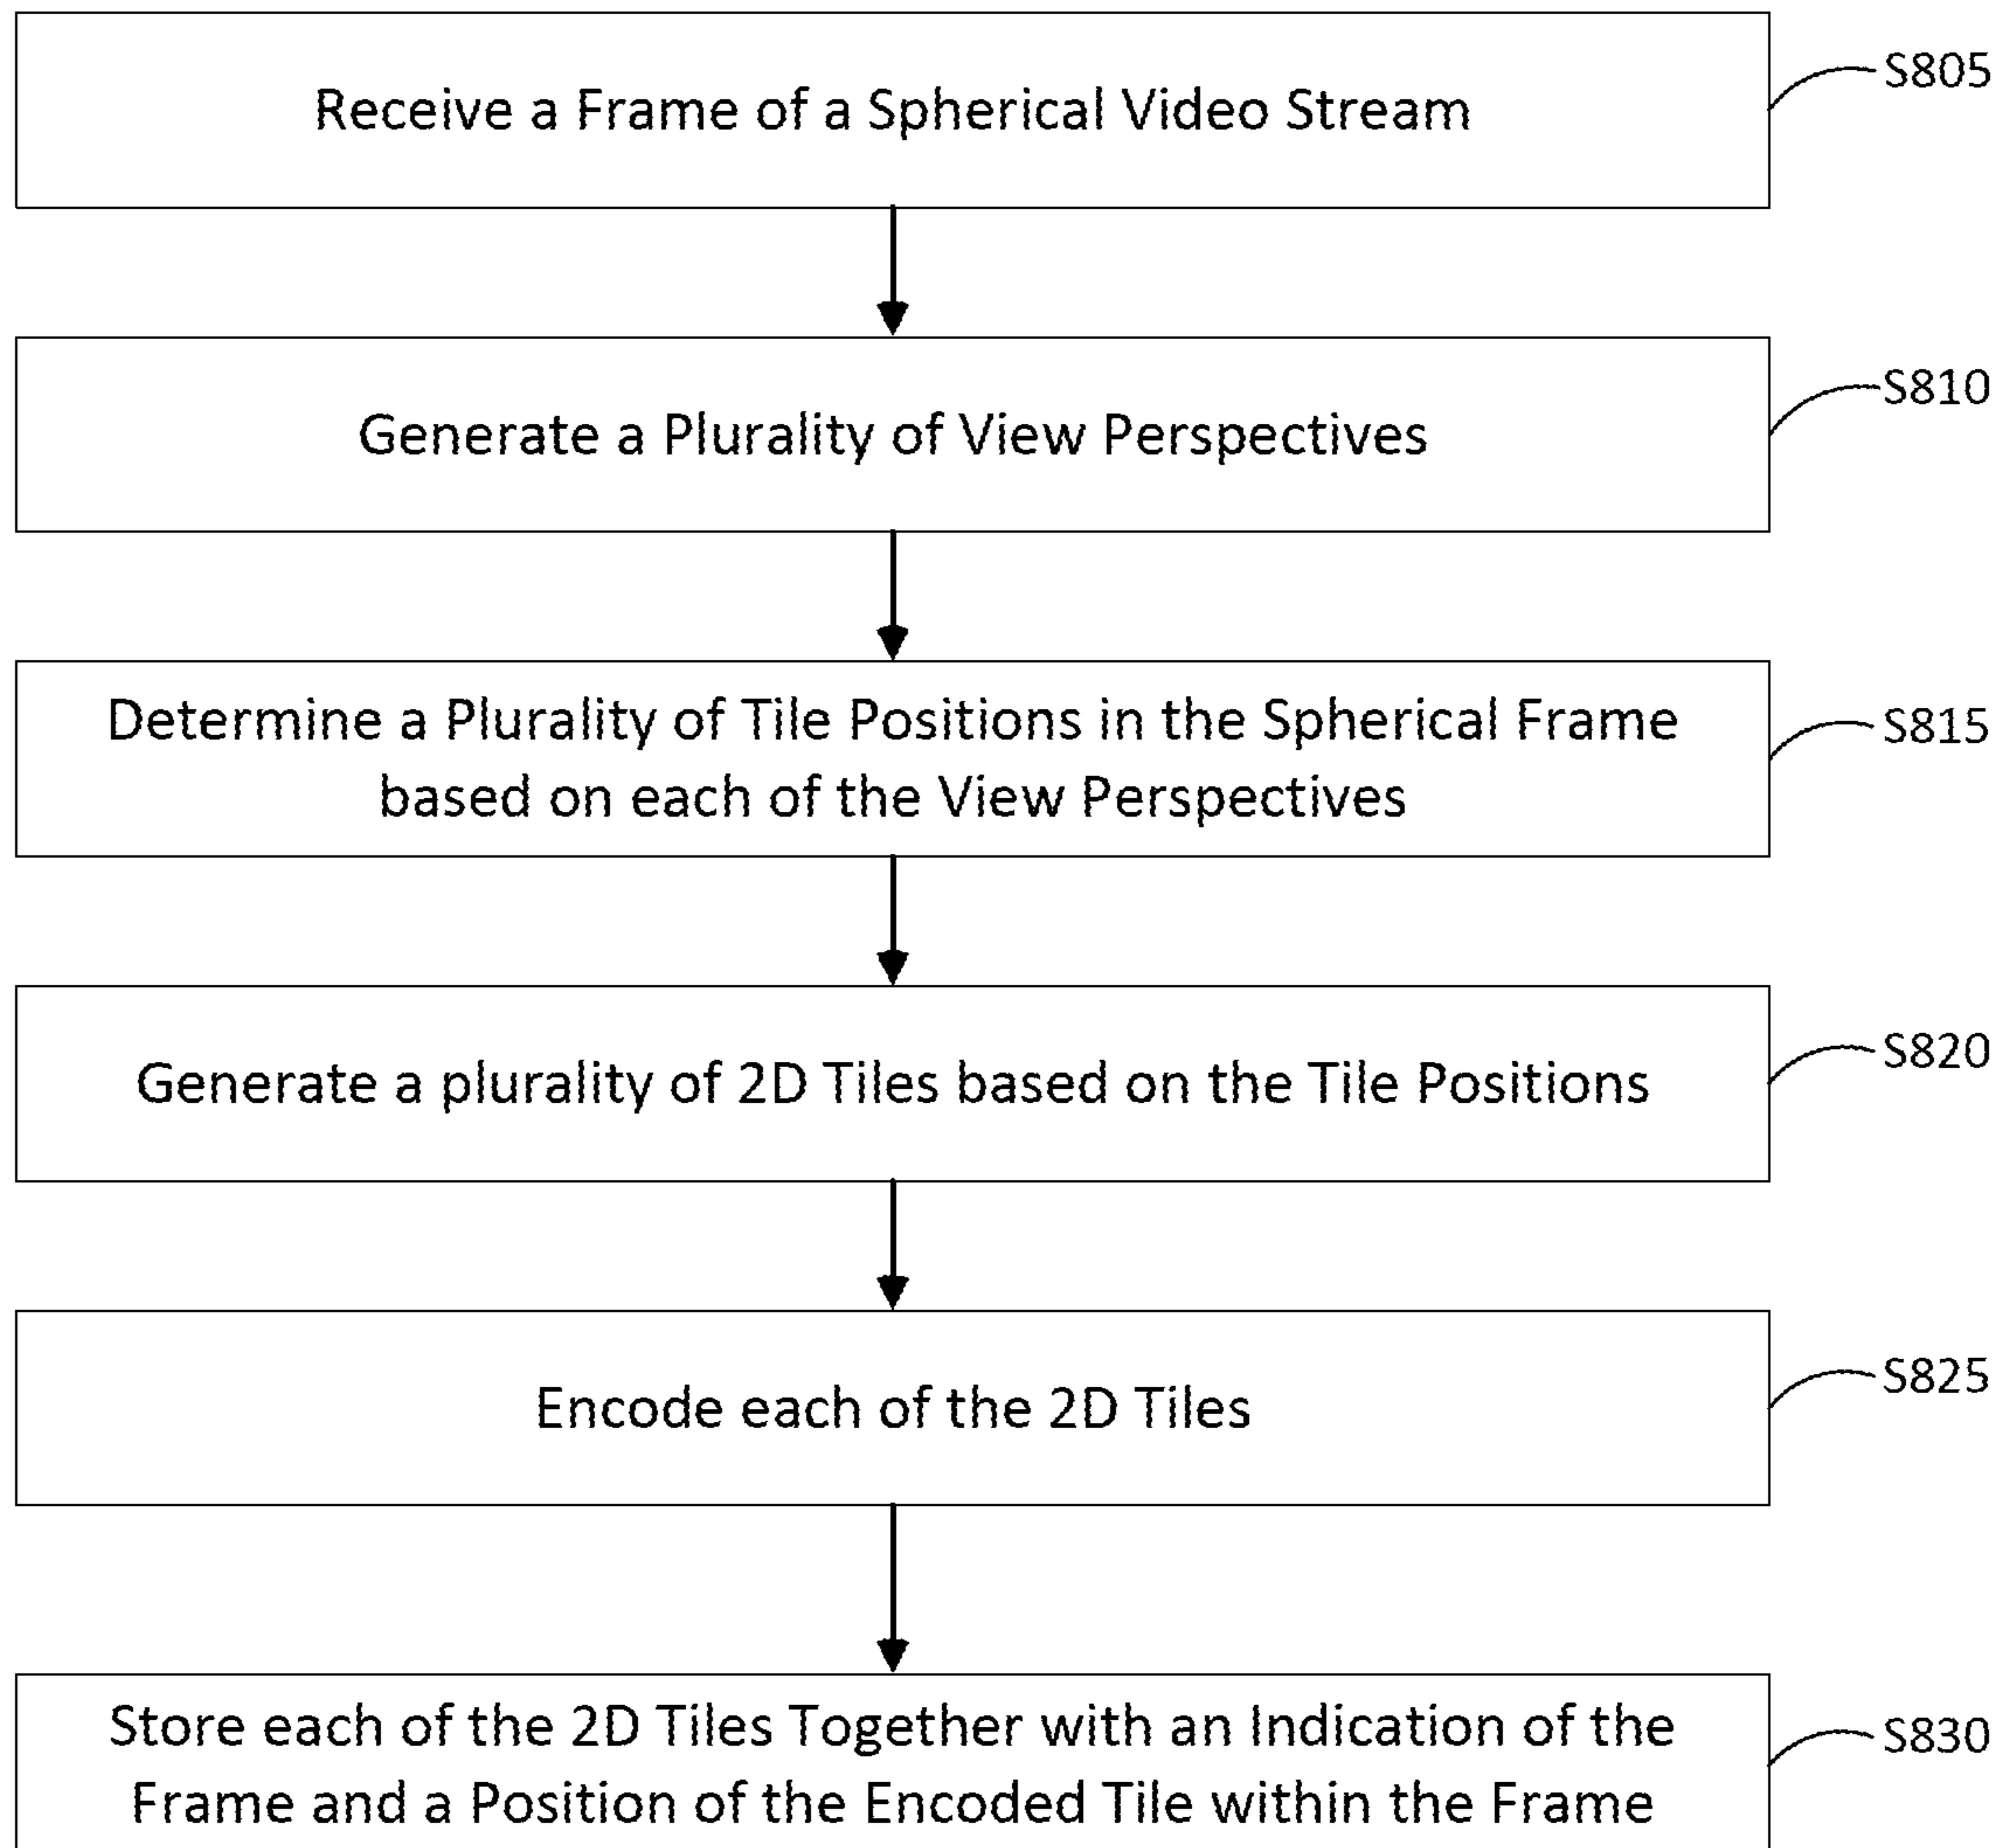 Receive a Frame of a Spherical Video Stream
S805
Generate a Plurality of View Perspectives
S810
Determine a Plurality of Tile Positions in the Spherical Frame
based on each of the View Perspectives
S815
Generate a plurality of 2D Tiles based on the Tile Positions
S820
Encode each of the 2D Tiles
S825
Store each of the 2D Tiles Together with an Indication of the
Frame and a Position of the Encoded Tile within the Frame
S830